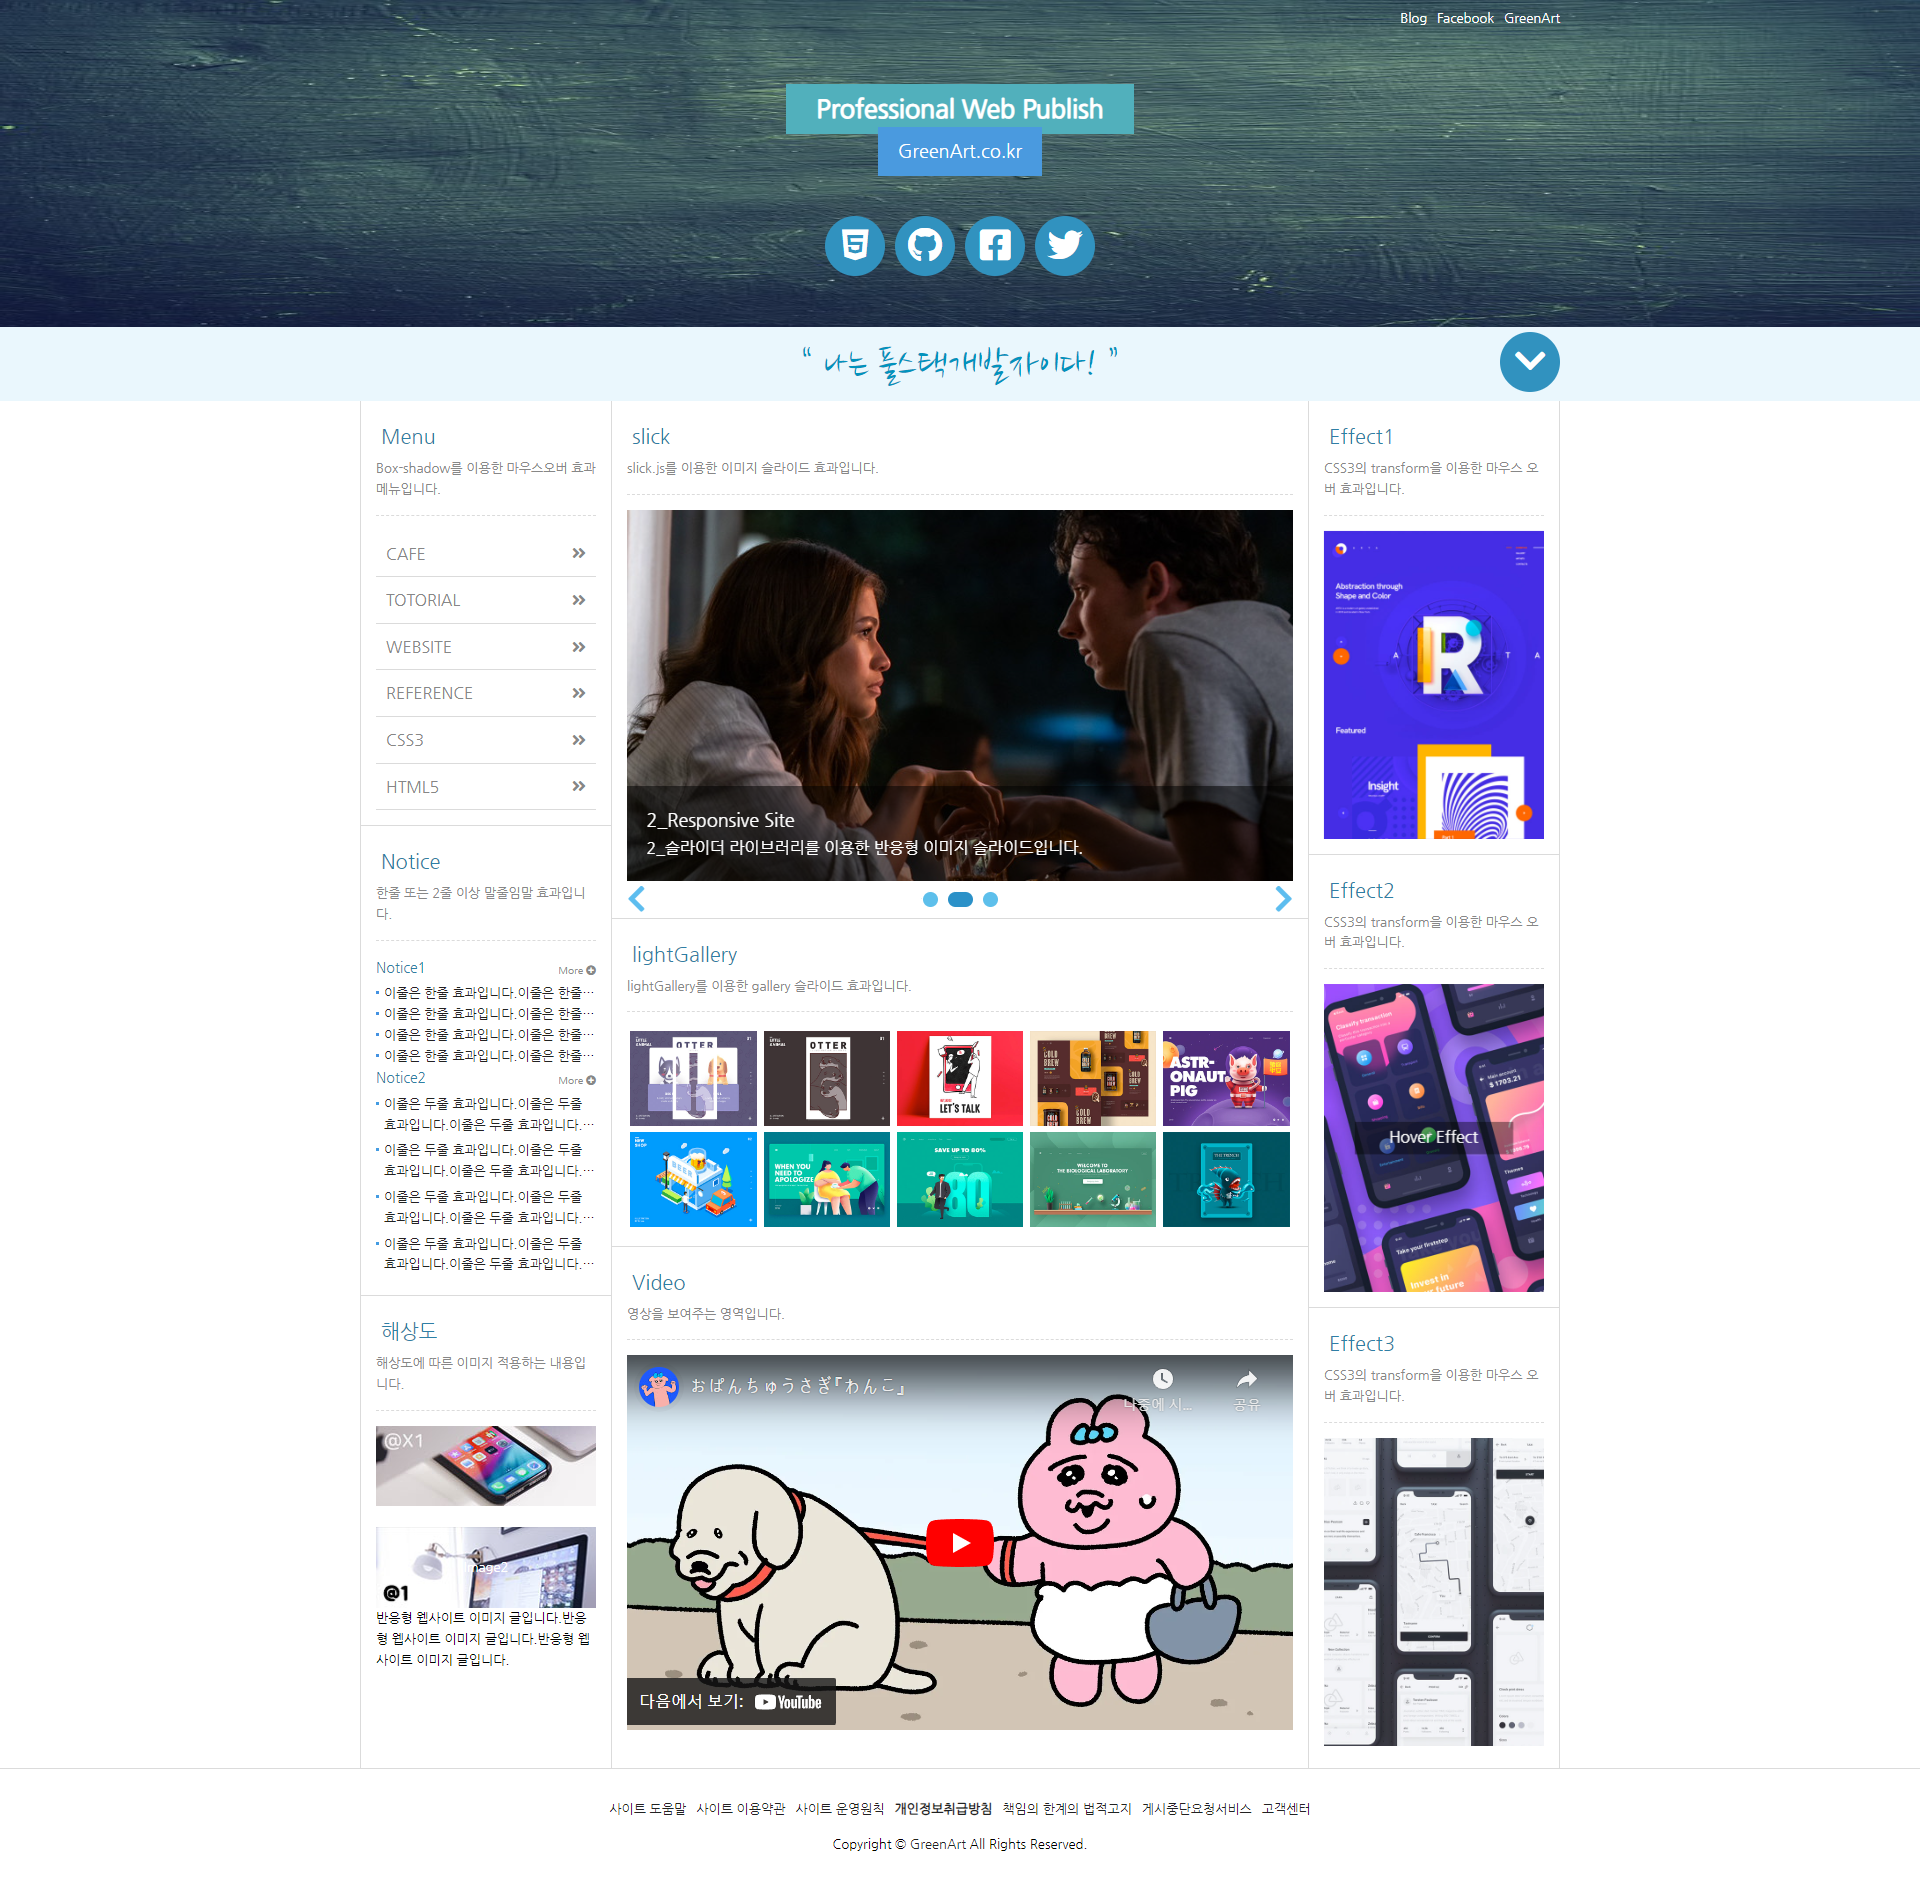 Blog Facebook GreenArt
Professional Web Publish
GreenArt.co.kr
“ 나는 풀스택개발자이다! ”
Menu
Box-shadow를 이용한 마우스오버 효과
메뉴입니다.
CAFE
TOTORIAL
WEBSITE
REFERENCE
CSS3
HTML5
Notice
한줄 또는 2줄 이상 말줄임말 효과입니
다.
Notice1 More
이줄은 한줄 효과입니다.이줄은 한줄…
이줄은 한줄 효과입니다.이줄은 한줄…
이줄은 한줄 효과입니다.이줄은 한줄…
이줄은 한줄 효과입니다.이줄은 한줄…
Notice2 More
이줄은 두줄 효과입니다.이줄은 두줄
효과입니다.이줄은 두줄 효과입니다.…
이줄은 두줄 효과입니다.이줄은 두줄
효과입니다.이줄은 두줄 효과입니다.…
이줄은 두줄 효과입니다.이줄은 두줄
효과입니다.이줄은 두줄 효과입니다.…
이줄은 두줄 효과입니다.이줄은 두줄
효과입니다.이줄은 두줄 효과입니다.…
해상도
해상도에 따른 이미지 적용하는 내용입
니다.
@X1
mage2
@1
반응형 웹사이트 이미지 글입니다.반응
형 웹사이트 이미지 글입니다.반응형 웹
사이트 이미지 글입니다.
slick
slick.js를 이용한 이미지 슬라이드 효과입니다.
2_Responsive Site
2_슬라이더 라이브러리를 이용한 반응형 이미지 슬라이드입니다.
lightGallery
lightGallery를 이용한 gallery 슬라이드 효과입니다.
OTTER
OTTER
LET'S TALK
COLD
BREW
COLD
BREW
COLD
BREW
ASTR-
ONAUT
PIG
BEER
WHEN YOU
NEED TO
APOLOGIZE
SAVE UP TO 80%
80
WELCOME TO
THE BIOLOGICAL LABORATORY
Video
영상을 보여주는 영역입니다.
おぱんちゅうさぎ『わんこ』
나중에 시...
공유
다음에서 보기: YouTube
Effect1
CSS3의 transform을 이용한 마우스 오
버 효과입니다.
Abstraction through
Shape and Color
R
A T A
Featured
Insight
Effect2
CSS3의 transform을 이용한 마우스 오
버 효과입니다.
Classify transaction
Main account
$ 1703.21
Hover Effect
Themes
Take your firststep
Invest in
future
Effect3
CSS3의 transform을 이용한 마우스 오
버 효과입니다.
사이트 도움말 사이트 이용약관 사이트 운영원칙 개인정보취급방침 책임의 한계의 법적고지 게시중단요청서비스 고객센터
Copyright © GreenArt All Rights Reserved.